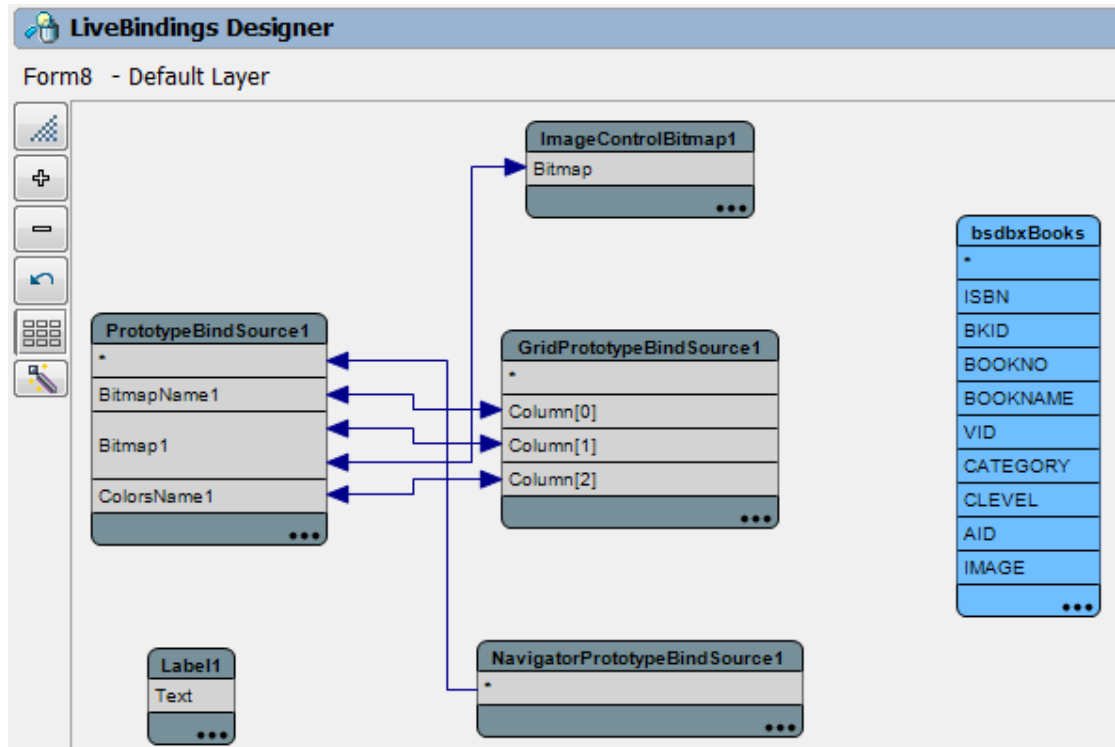 LiveBindings Designer
Form8 - Default Layer
ImageControlBitmap1
Bitmap
bsdbxBooks
*
ISBN
BKID
BOOKNO
BOOKNAME
VID
CATEGORY
CLEVEL
AID
IMAGE
PrototypeBindSource1
*
BitmapName1
Bitmap1
ColorsName1
GridPrototypeBindSource1
*
Column[0]
Column[1]
Column[2]
Label1
Text
NavigatorPrototypeBindSource1
*